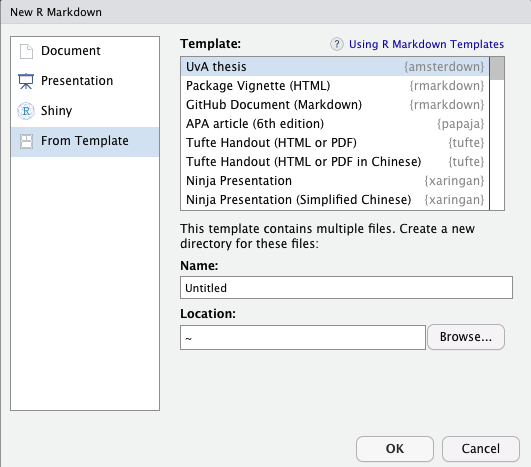 New R Markdown
Document
Presentation
Shiny
From Template
Template:
? Using R Markdown Templates
UvA thesis {amsterdown}
Package Vignette (HTML) {rmarkdown}
GitHub Document (Markdown) {rmarkdown}
APA article (6th edition) {papaja}
Tufte Handout (HTML or PDF) {tufte}
Tufte Handout (HTML or PDF in Chinese) {tufte}
Ninja Presentation {xaringan}
Ninja Presentation (Simplified Chinese) {xaringan}
This template contains multiple files. Create a new
directory for these files:
Name:
Untitled
Location:
~ Browse...
OK Cancel